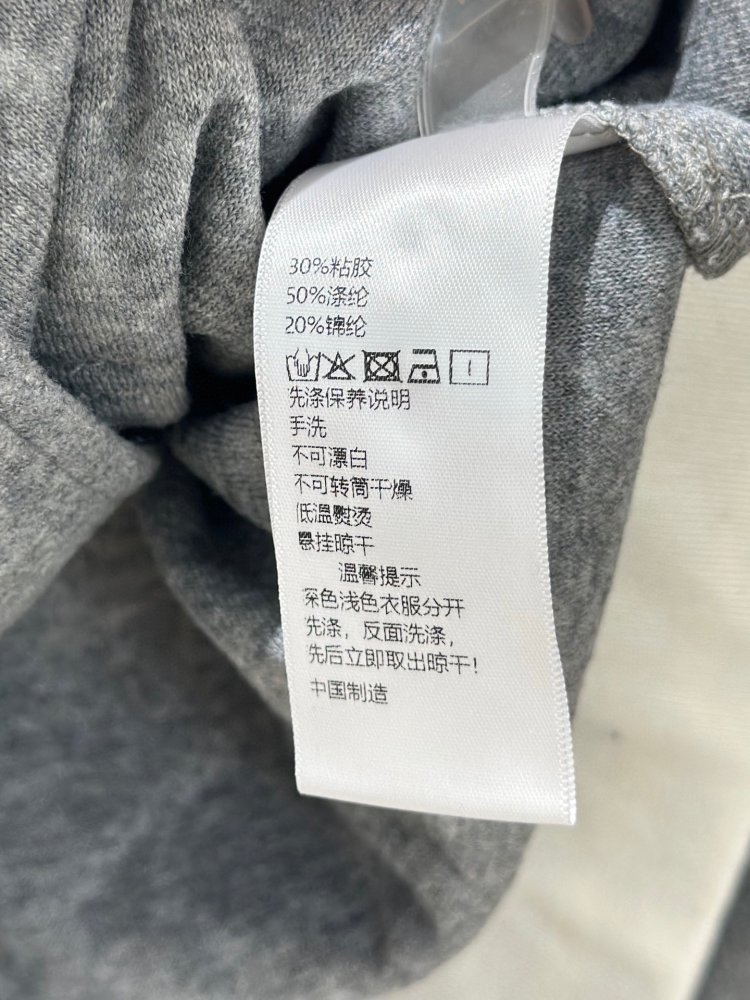 30%粘胶
50%涤纶
20%锦纶
先涤保养说明
手洗
不可漂白
不可转筒干燥
低温熨烫
悬挂晾干
温馨提示
深色浅色衣服分开
先涤，反面洗涤，
先后立即取出晾干！
中国制造